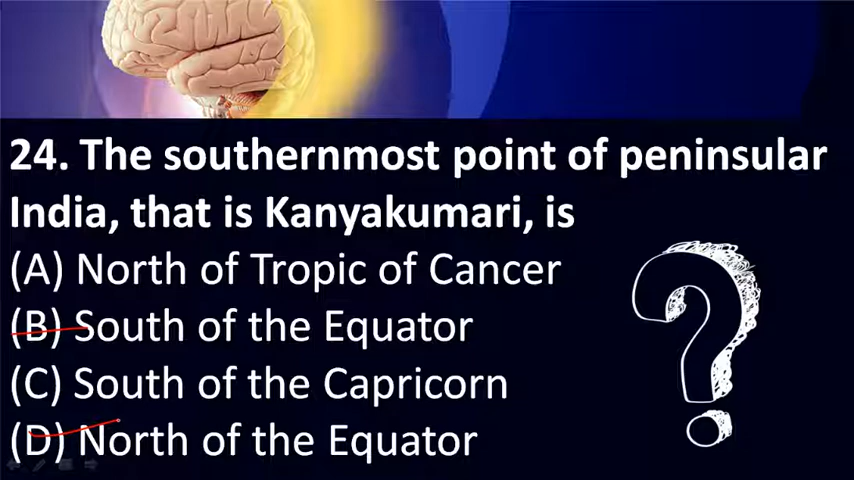 24. The southernmost point of peninsular
India, that is Kanyakumari, is
(A) North of Tropic of Cancer
(B) South of the Equator
(C) South of the Capricorn
(D) North of the Equator